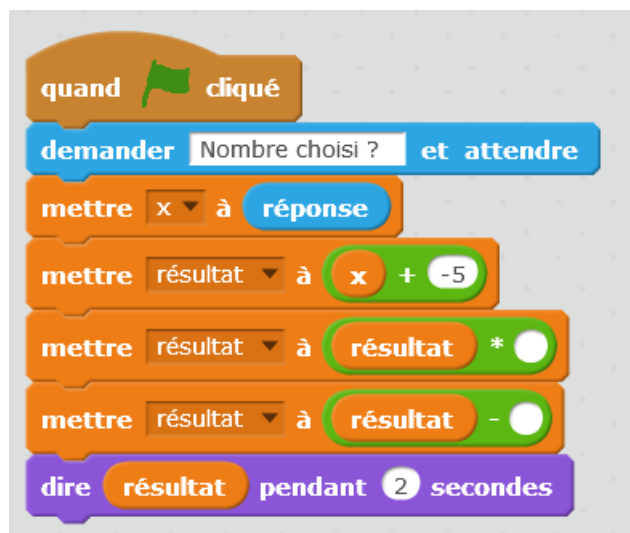 quand cliqué
demander Nombre choisi ? et attendre
mettre x à réponse
mettre résultat à x + -5
mettre résultat à résultat *
mettre résultat à résultat -
dire résultat pendant 2 secondes